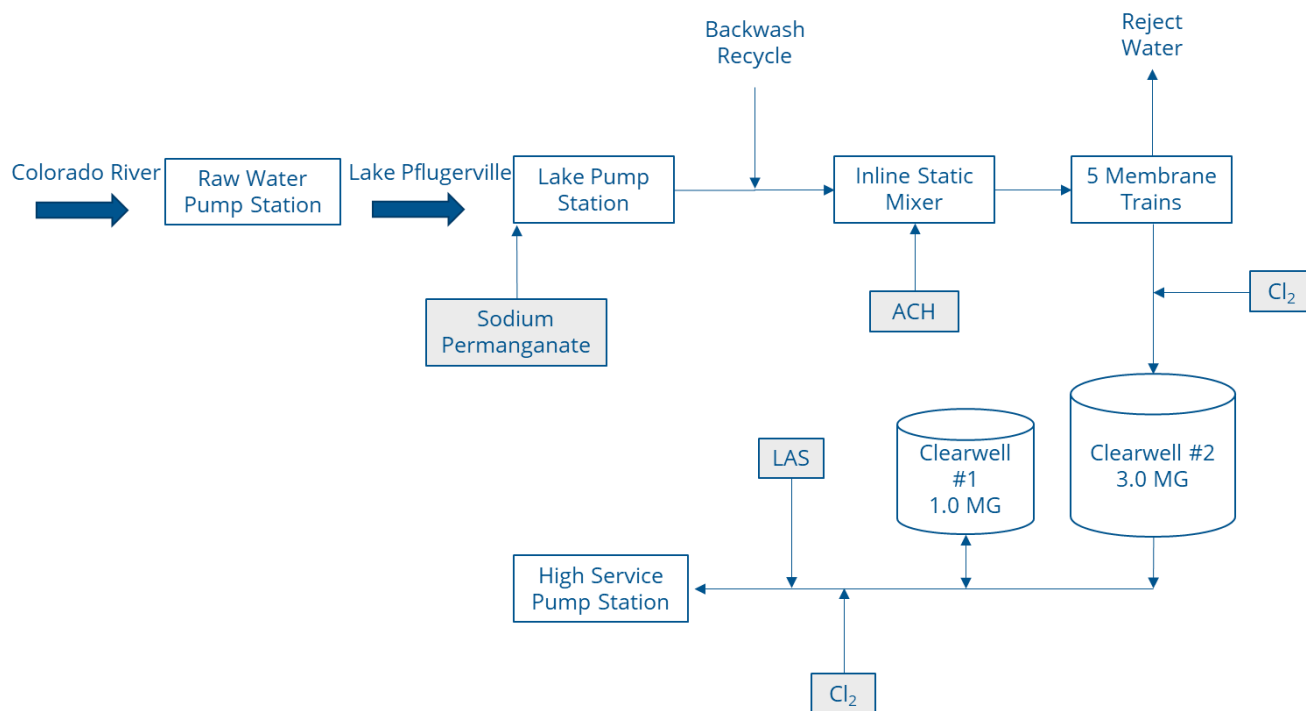 Backwash
Recycle
Reject
Water
Colorado River
Raw Water
Pump Station
Lake Pflugerville
Lake Pump
Station
Inline Static
Mixer
5 Membrane
Trains
Sodium
Permanganate
ACH
Cl₂
LAS
Clearwell
#1
1.0 MG
Clearwell #2
3.0 MG
High Service
Pump Station
Cl₂